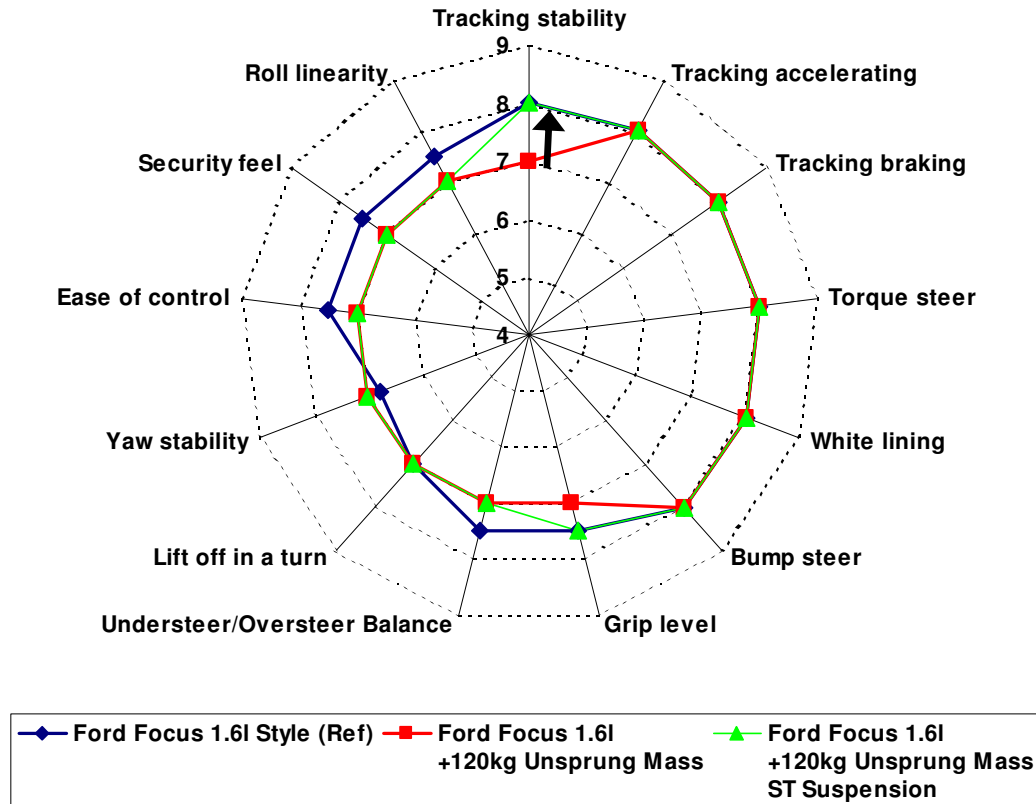 Tracking stability
9
Roll linearity
Tracking accelerating
8
Security feel
7
Tracking braking
6
Ease of control
5
Torque steer
4
Yaw stability
White lining
Lift off in a turn
Bump steer
Understeer/Oversteer Balance
Grip level
Ford Focus 1.6l Style (Ref)
Ford Focus 1.6l
+120kg Unsprung Mass
Ford Focus 1.6l
+120kg Unsprung Mass
ST Suspension